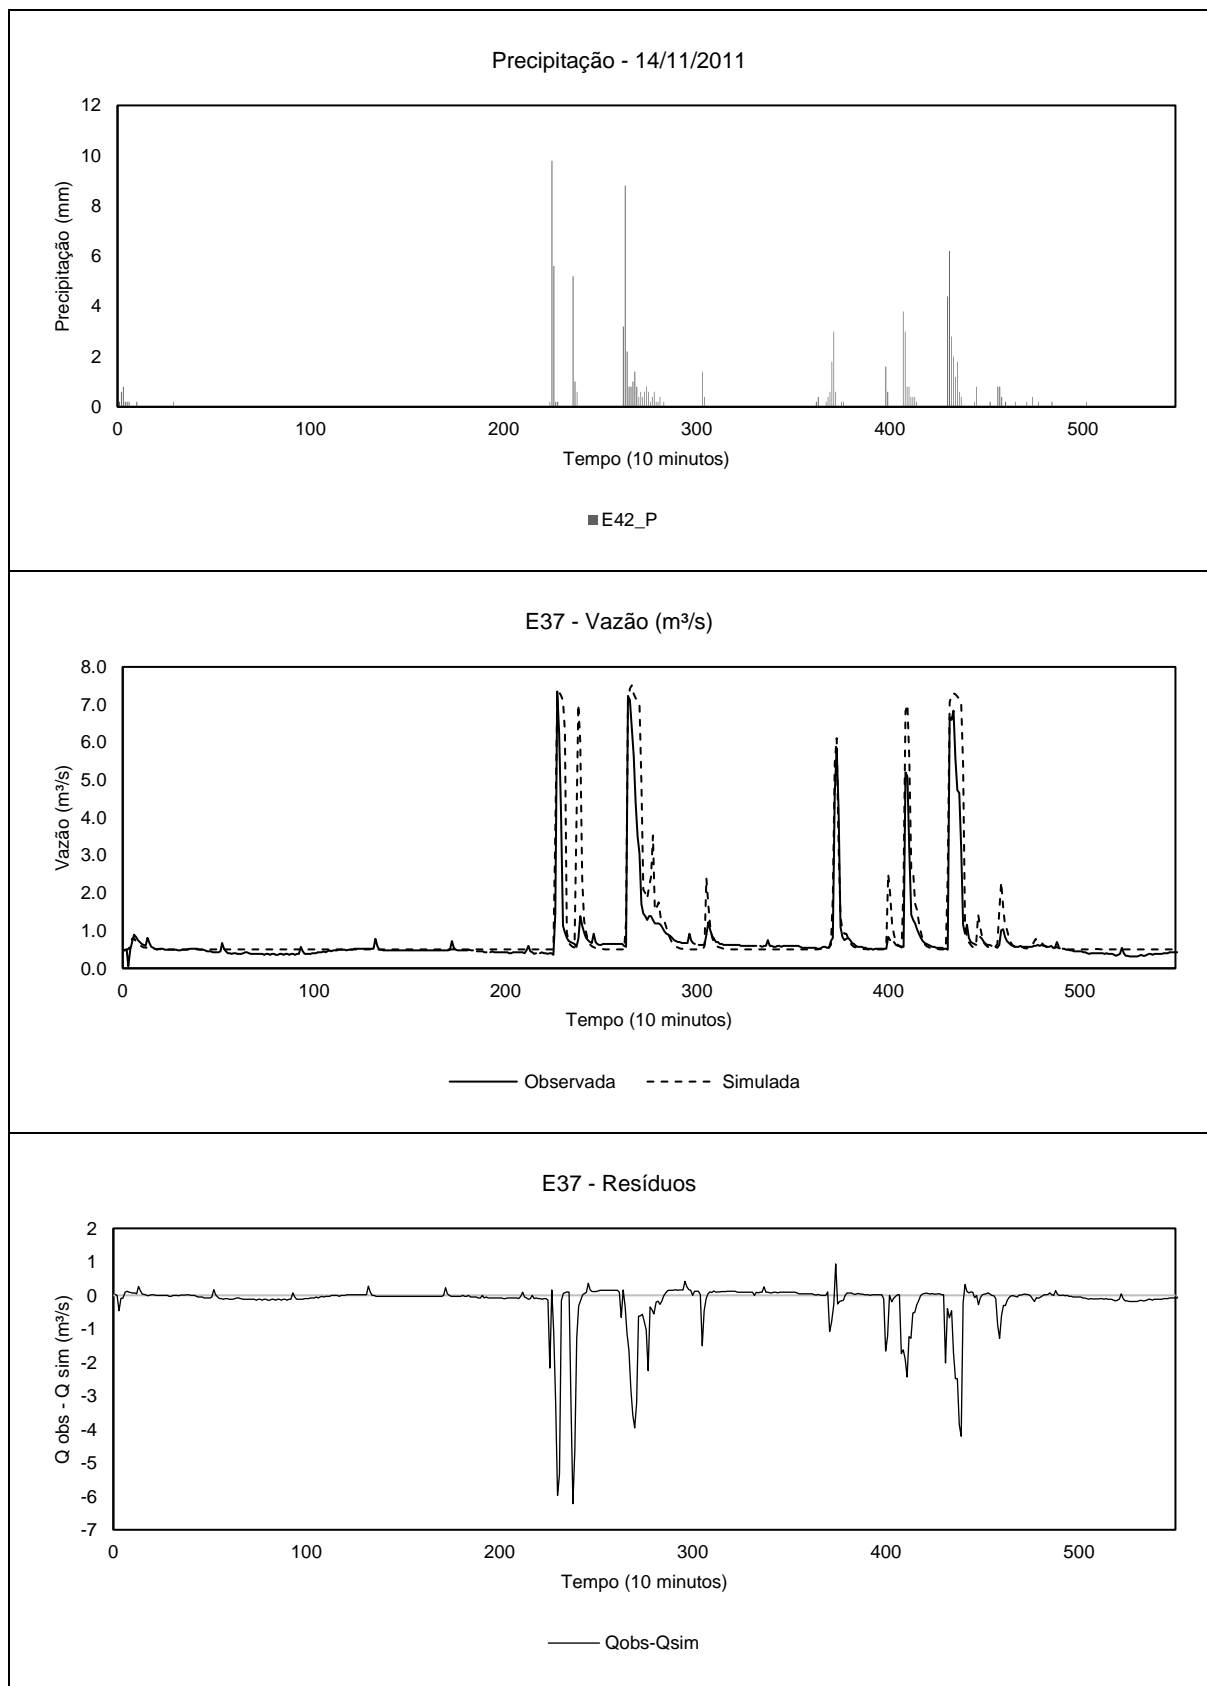 Precipitação - 14/11/2011
Precipitação (mm)
12
10
8
6
4
2
0
0 100 200 300 400 500
Tempo (10 minutos)
E42_P
E37 - Vazão (m³/s)
Vazão (m³/s)
8.0
7.0
6.0
5.0
4.0
3.0
2.0
1.0
0.0
0 100 200 300 400 500
Tempo (10 minutos)
Observada Simulada
E37 - Resíduos
Q obs - Q sim (m³/s)
2
1
0
-1
-2
-3
-4
-5
-6
-7
0 100 200 300 400 500
Tempo (10 minutos)
Qobs-Qsim